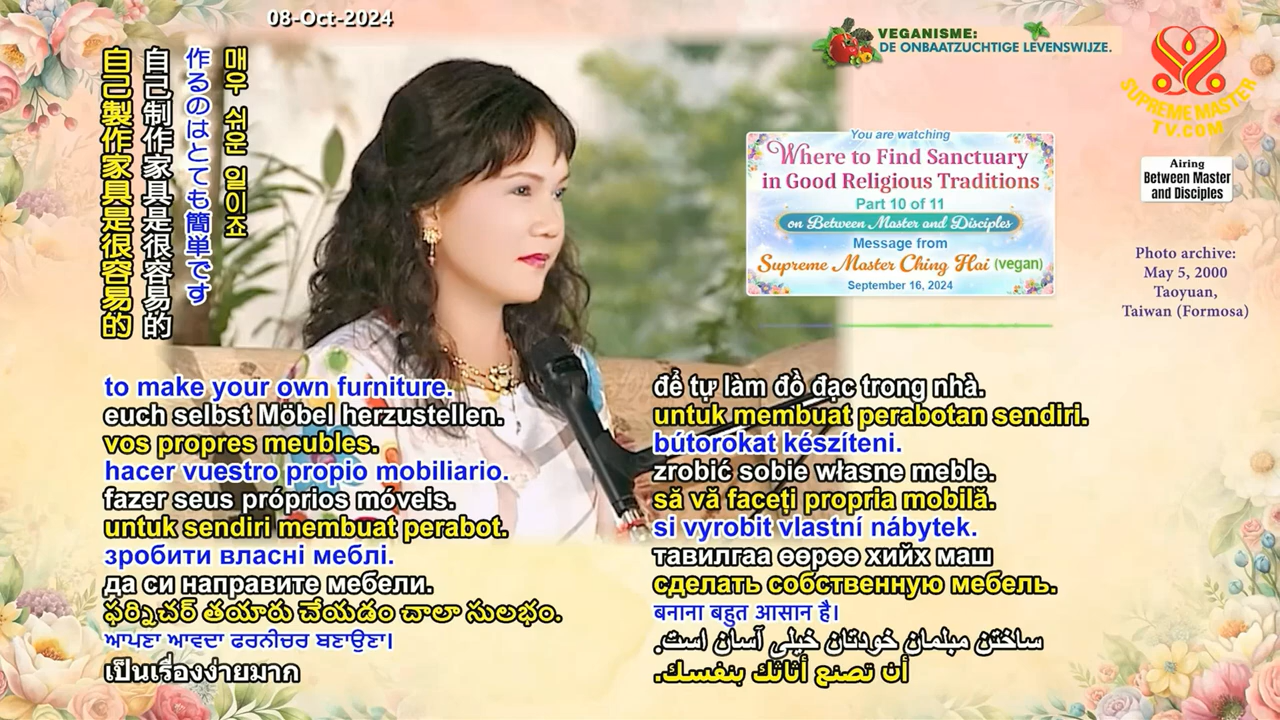 08-Oct-2024
VEGANISME:
DE ONBAATZUCHTIGE LEVENSWIJZE.
SUPREME MASTER
TV.COM
Airing
Between Master
and Disciples
Photo archive:
May 5, 2000
Taoyuan,
Taiwan (Formosa)
You are watching
Where to Find Sanctuary
in Good Religious Traditions
Part 10 of 11
on Between Master and Disciples
Message from
Supreme Master Ching Hai (vegan)
September 16, 2024
매우 쉬운 일이죠
作るのはとても簡単です
自己制作家具是很容易的
自己製作家具是很容易的
to make your own furniture.
euch selbst Möbel herzustellen.
vos propres meubles.
hacer vuestro propio mobiliario.
fazer seus próprios móveis.
untuk sendiri membuat perabot.
зробити власні меблі.
да си направите мебели.
ఫర్నిచర్ తయారు చేయడం చాలా సులభం.
ਆਪਣਾ ਆਵਦਾ ਫਰਨੀਚਰ ਬਣਾਉਣਾ।
เป็นเรื่องง่ายมาก
để tự làm đồ đạc trong nhà.
untuk membuat perabotan sendiri.
bútorokat készíteni.
zrobić sobie własne meble.
să vă faceți propria mobilă.
si vyrobit vlastní nábytek.
тавилгаа өөрөө хийх маш
сделать собственную мебель.
बनाना बहुत आसान है।
ساختن مبلمان خودتان خیلی آسان است.
أن تصنع أثاثك بنفسك.